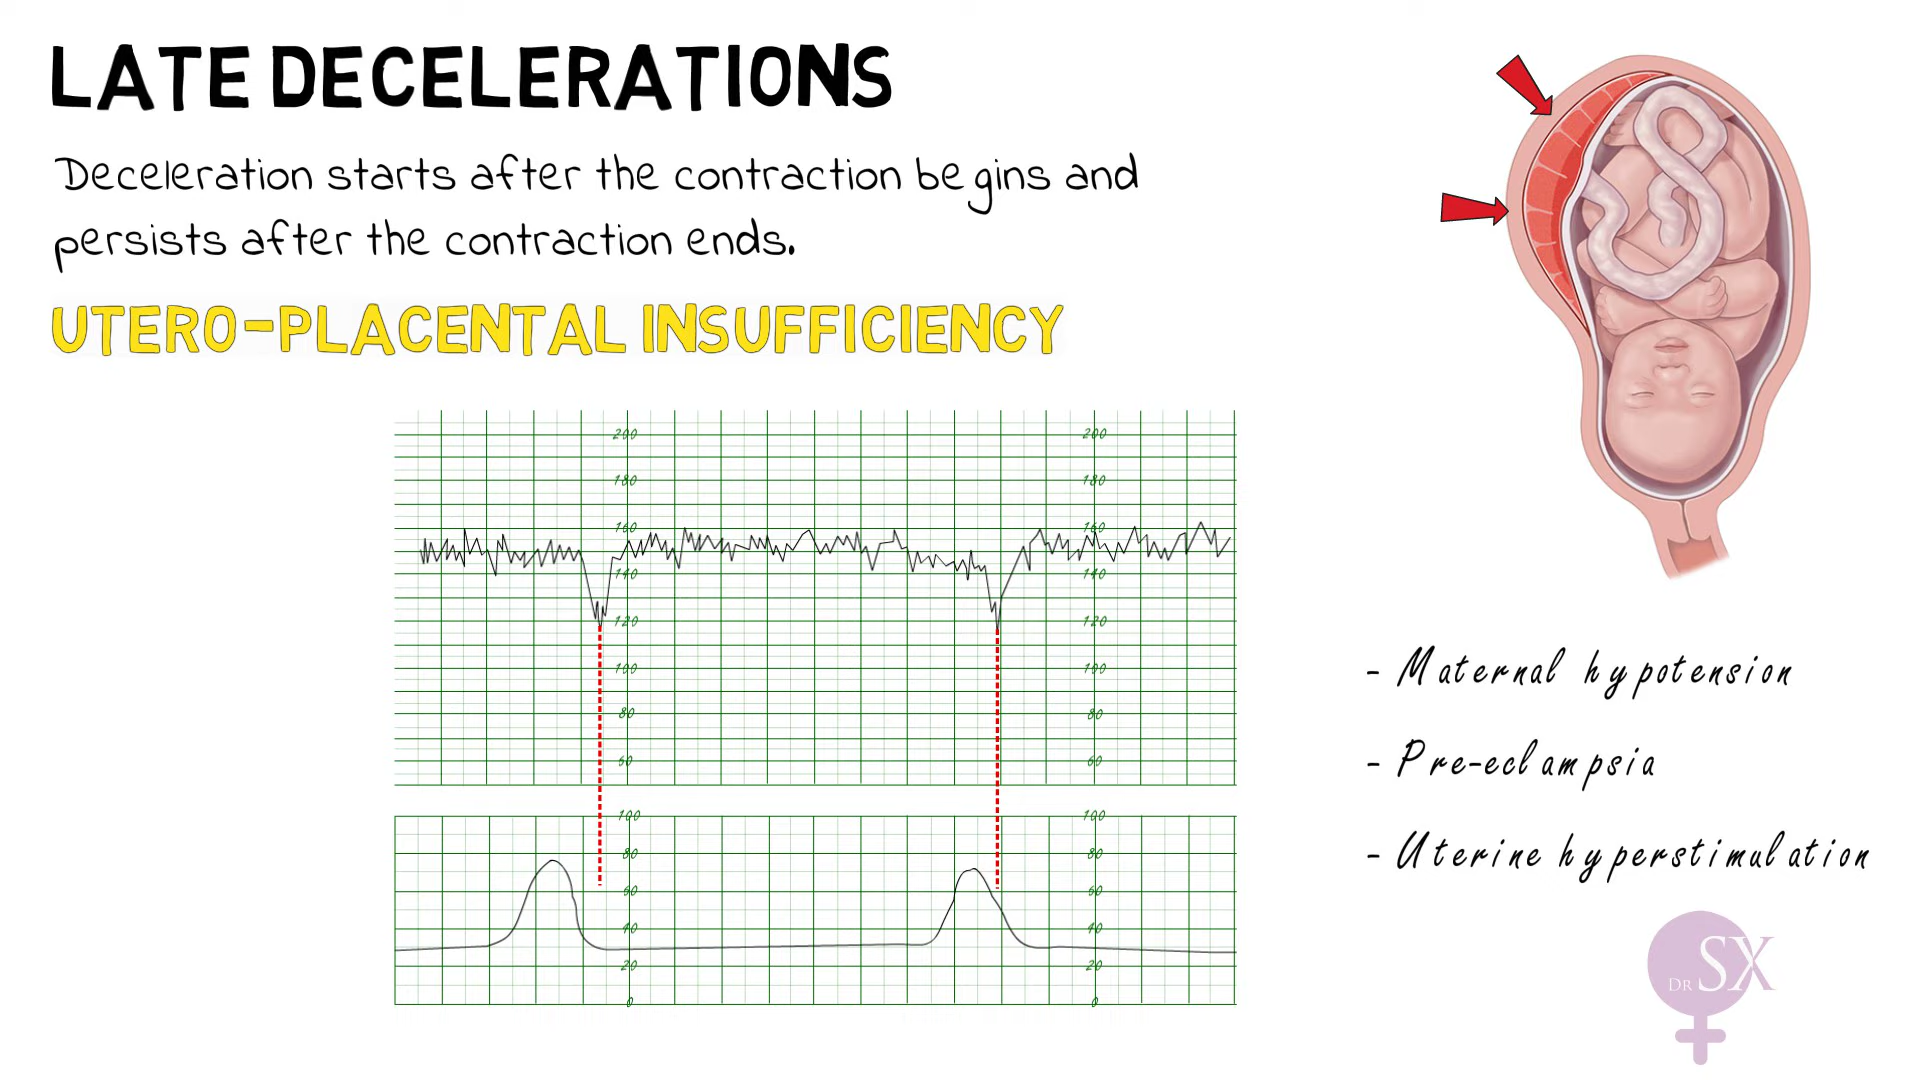 LATE DECELERATIONS
Deceleration starts after the contraction begins and
persists after the contraction ends.
UTERO-PLACENTAL INSUFFICIENCY
200 200
180 180
160 160
140 140
120 120
100 100
80 80
60 60
100 100
80 80
60 60
40 40
20 20
0 0
- Maternal hypotension
- Pre-eclampsia
- Uterine hyperstimulation
DR SX